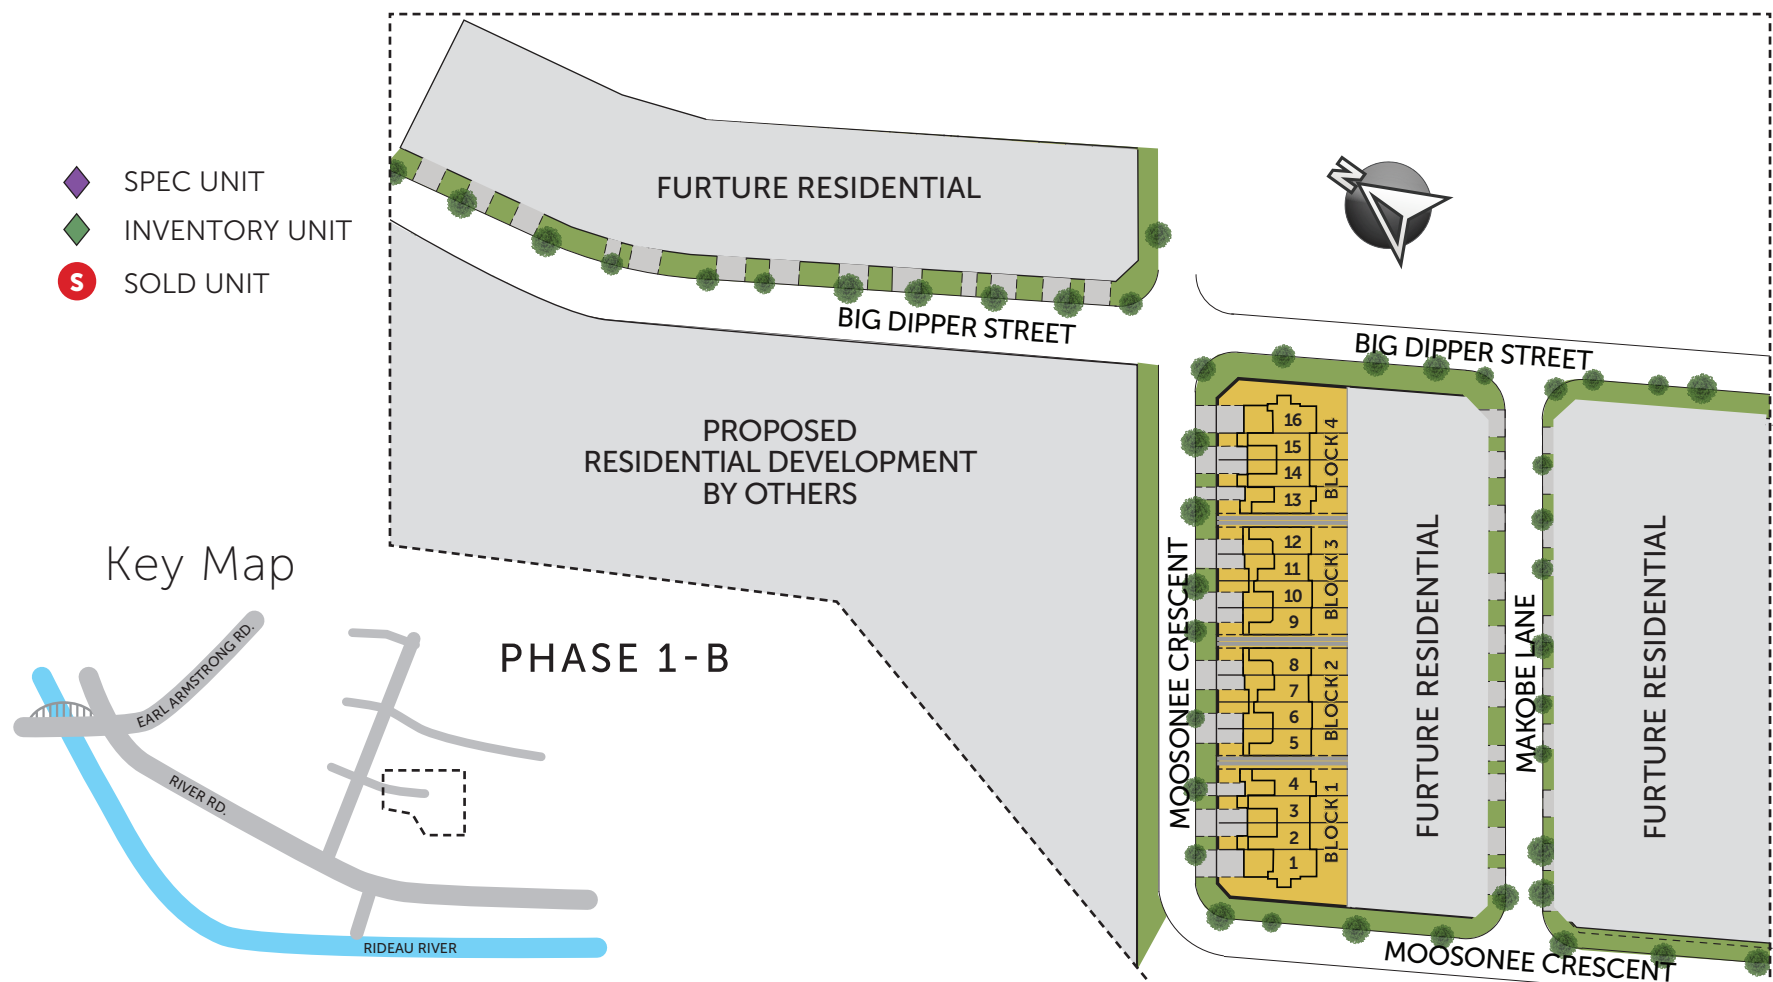 SPEC UNIT
INVENTORY UNIT
S SOLD UNIT
FURTURE RESIDENTIAL
N
BIG DIPPER STREET
BIG DIPPER STREET
PROPOSED
RESIDENTIAL DEVELOPMENT
BY OTHERS
16
15
14
13
BLOCK 4
12
11
10
9
BLOCK 3
8
7
6
5
BLOCK 2
4
3
2
1
BLOCK 1
MOOSONEE CRESCENT
FURTURE RESIDENTIAL
MAKOBE LANE
FURTURE RESIDENTIAL
MOOSONEE CRESCENT
PHASE 1-B
Key Map
EARL ARMSTRONG RD.
RIVER RD.
RIDEAU RIVER